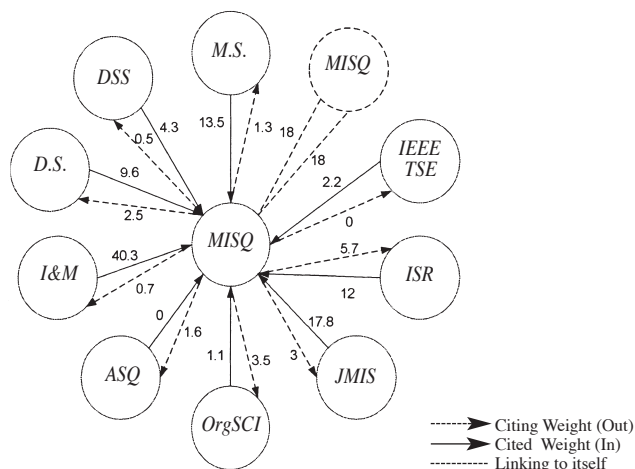 M.S.
MISQ
DSS
13.5
1.3
4.3
0.5
18
18
IEEE
TSE
2.2
0
D.S.
9.6
2.5
MISQ
I&M
40.3
0.7
5.7
12
ISR
0
1.6
17.8
3
1.1
3.5
ASQ
JMIS
OrgSCI
Citing Weight (Out)
Cited Weight (In)
Linking to itself